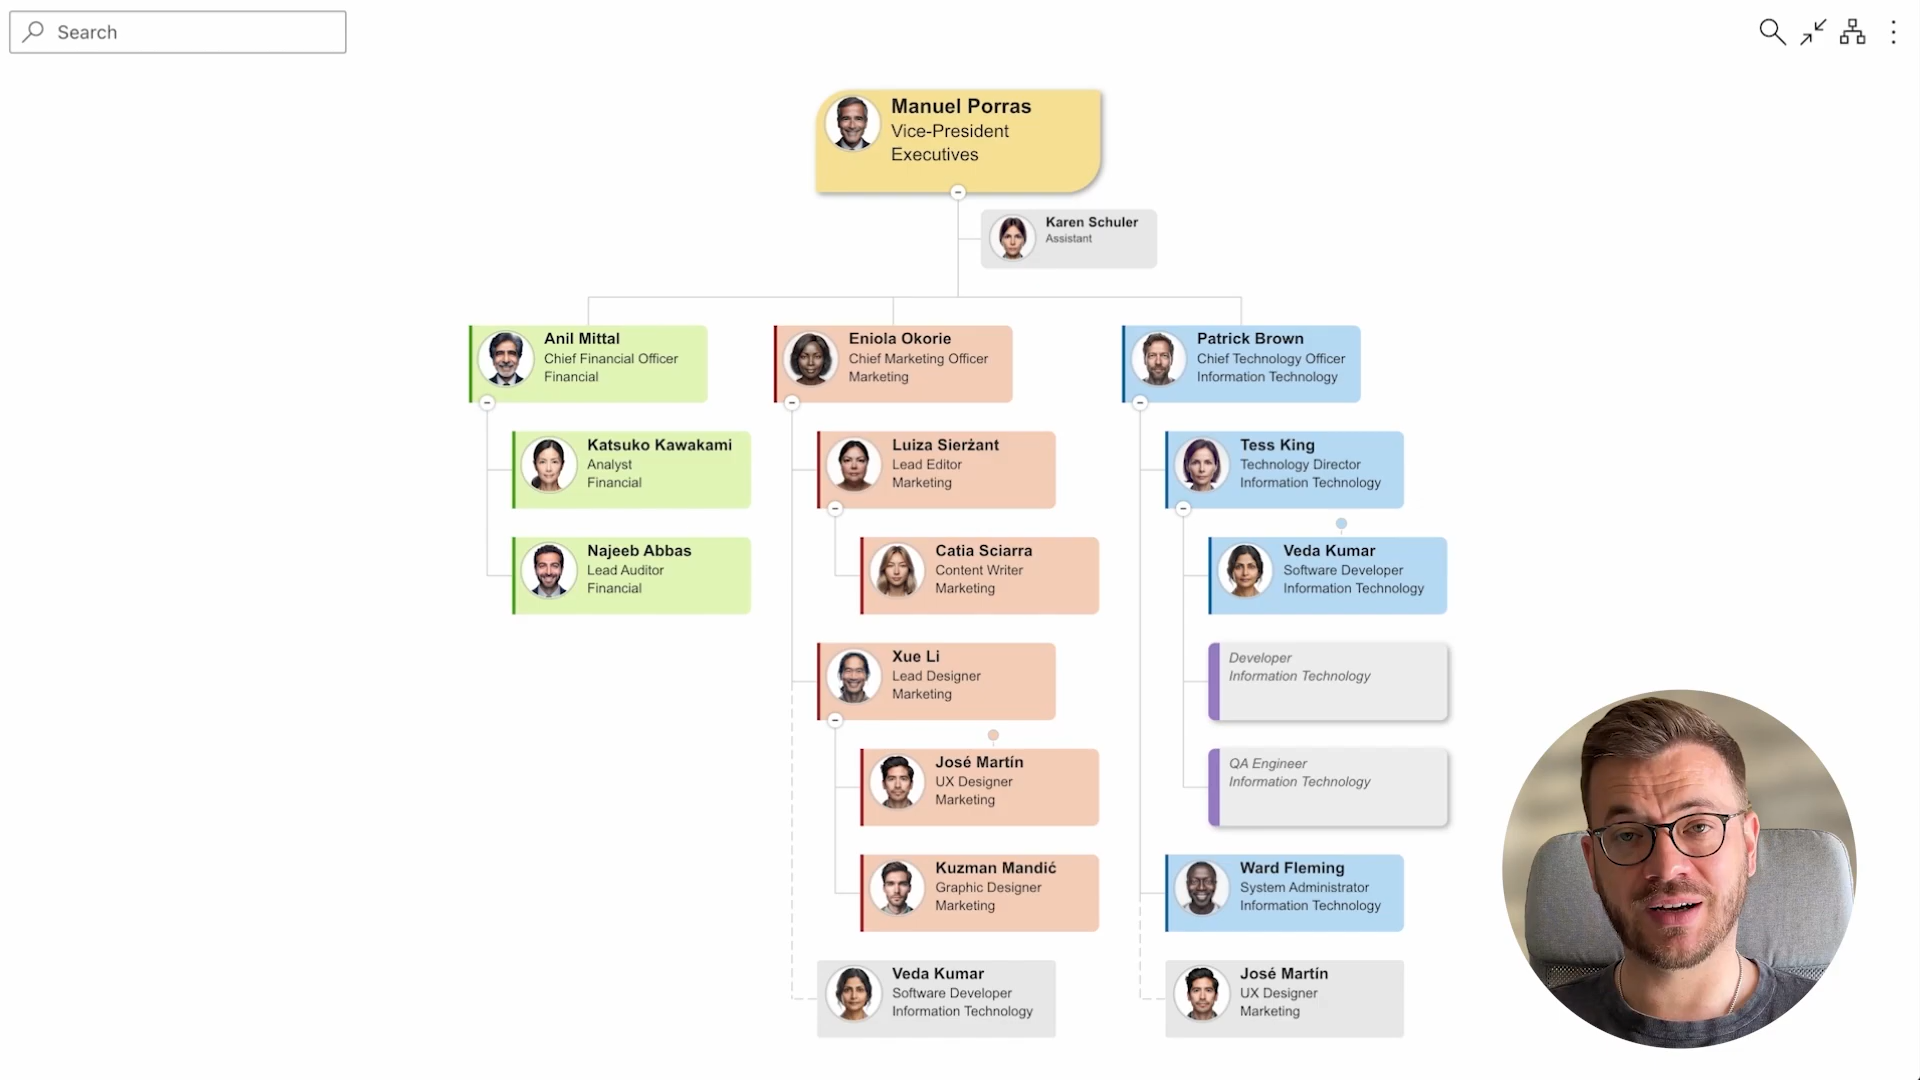 Search
Manuel Porras
Vice-President
Executives
Karen Schuler
Assistant
Anil Mittal
Chief Financial Officer
Financial
Katsuko Kawakami
Analyst
Financial
Najeeb Abbas
Lead Auditor
Financial
Eniola Okorie
Chief Marketing Officer
Marketing
Luiza Sierżant
Lead Editor
Marketing
Catia Sciarra
Content Writer
Marketing
Xue Li
Lead Designer
Marketing
José Martín
UX Designer
Marketing
Kuzman Mandić
Graphic Designer
Marketing
Veda Kumar
Software Developer
Information Technology
Patrick Brown
Chief Technology Officer
Information Technology
Tess King
Technology Director
Information Technology
Veda Kumar
Software Developer
Information Technology
Developer
Information Technology
QA Engineer
Information Technology
Ward Fleming
System Administrator
Information Technology
José Martín
UX Designer
Marketing